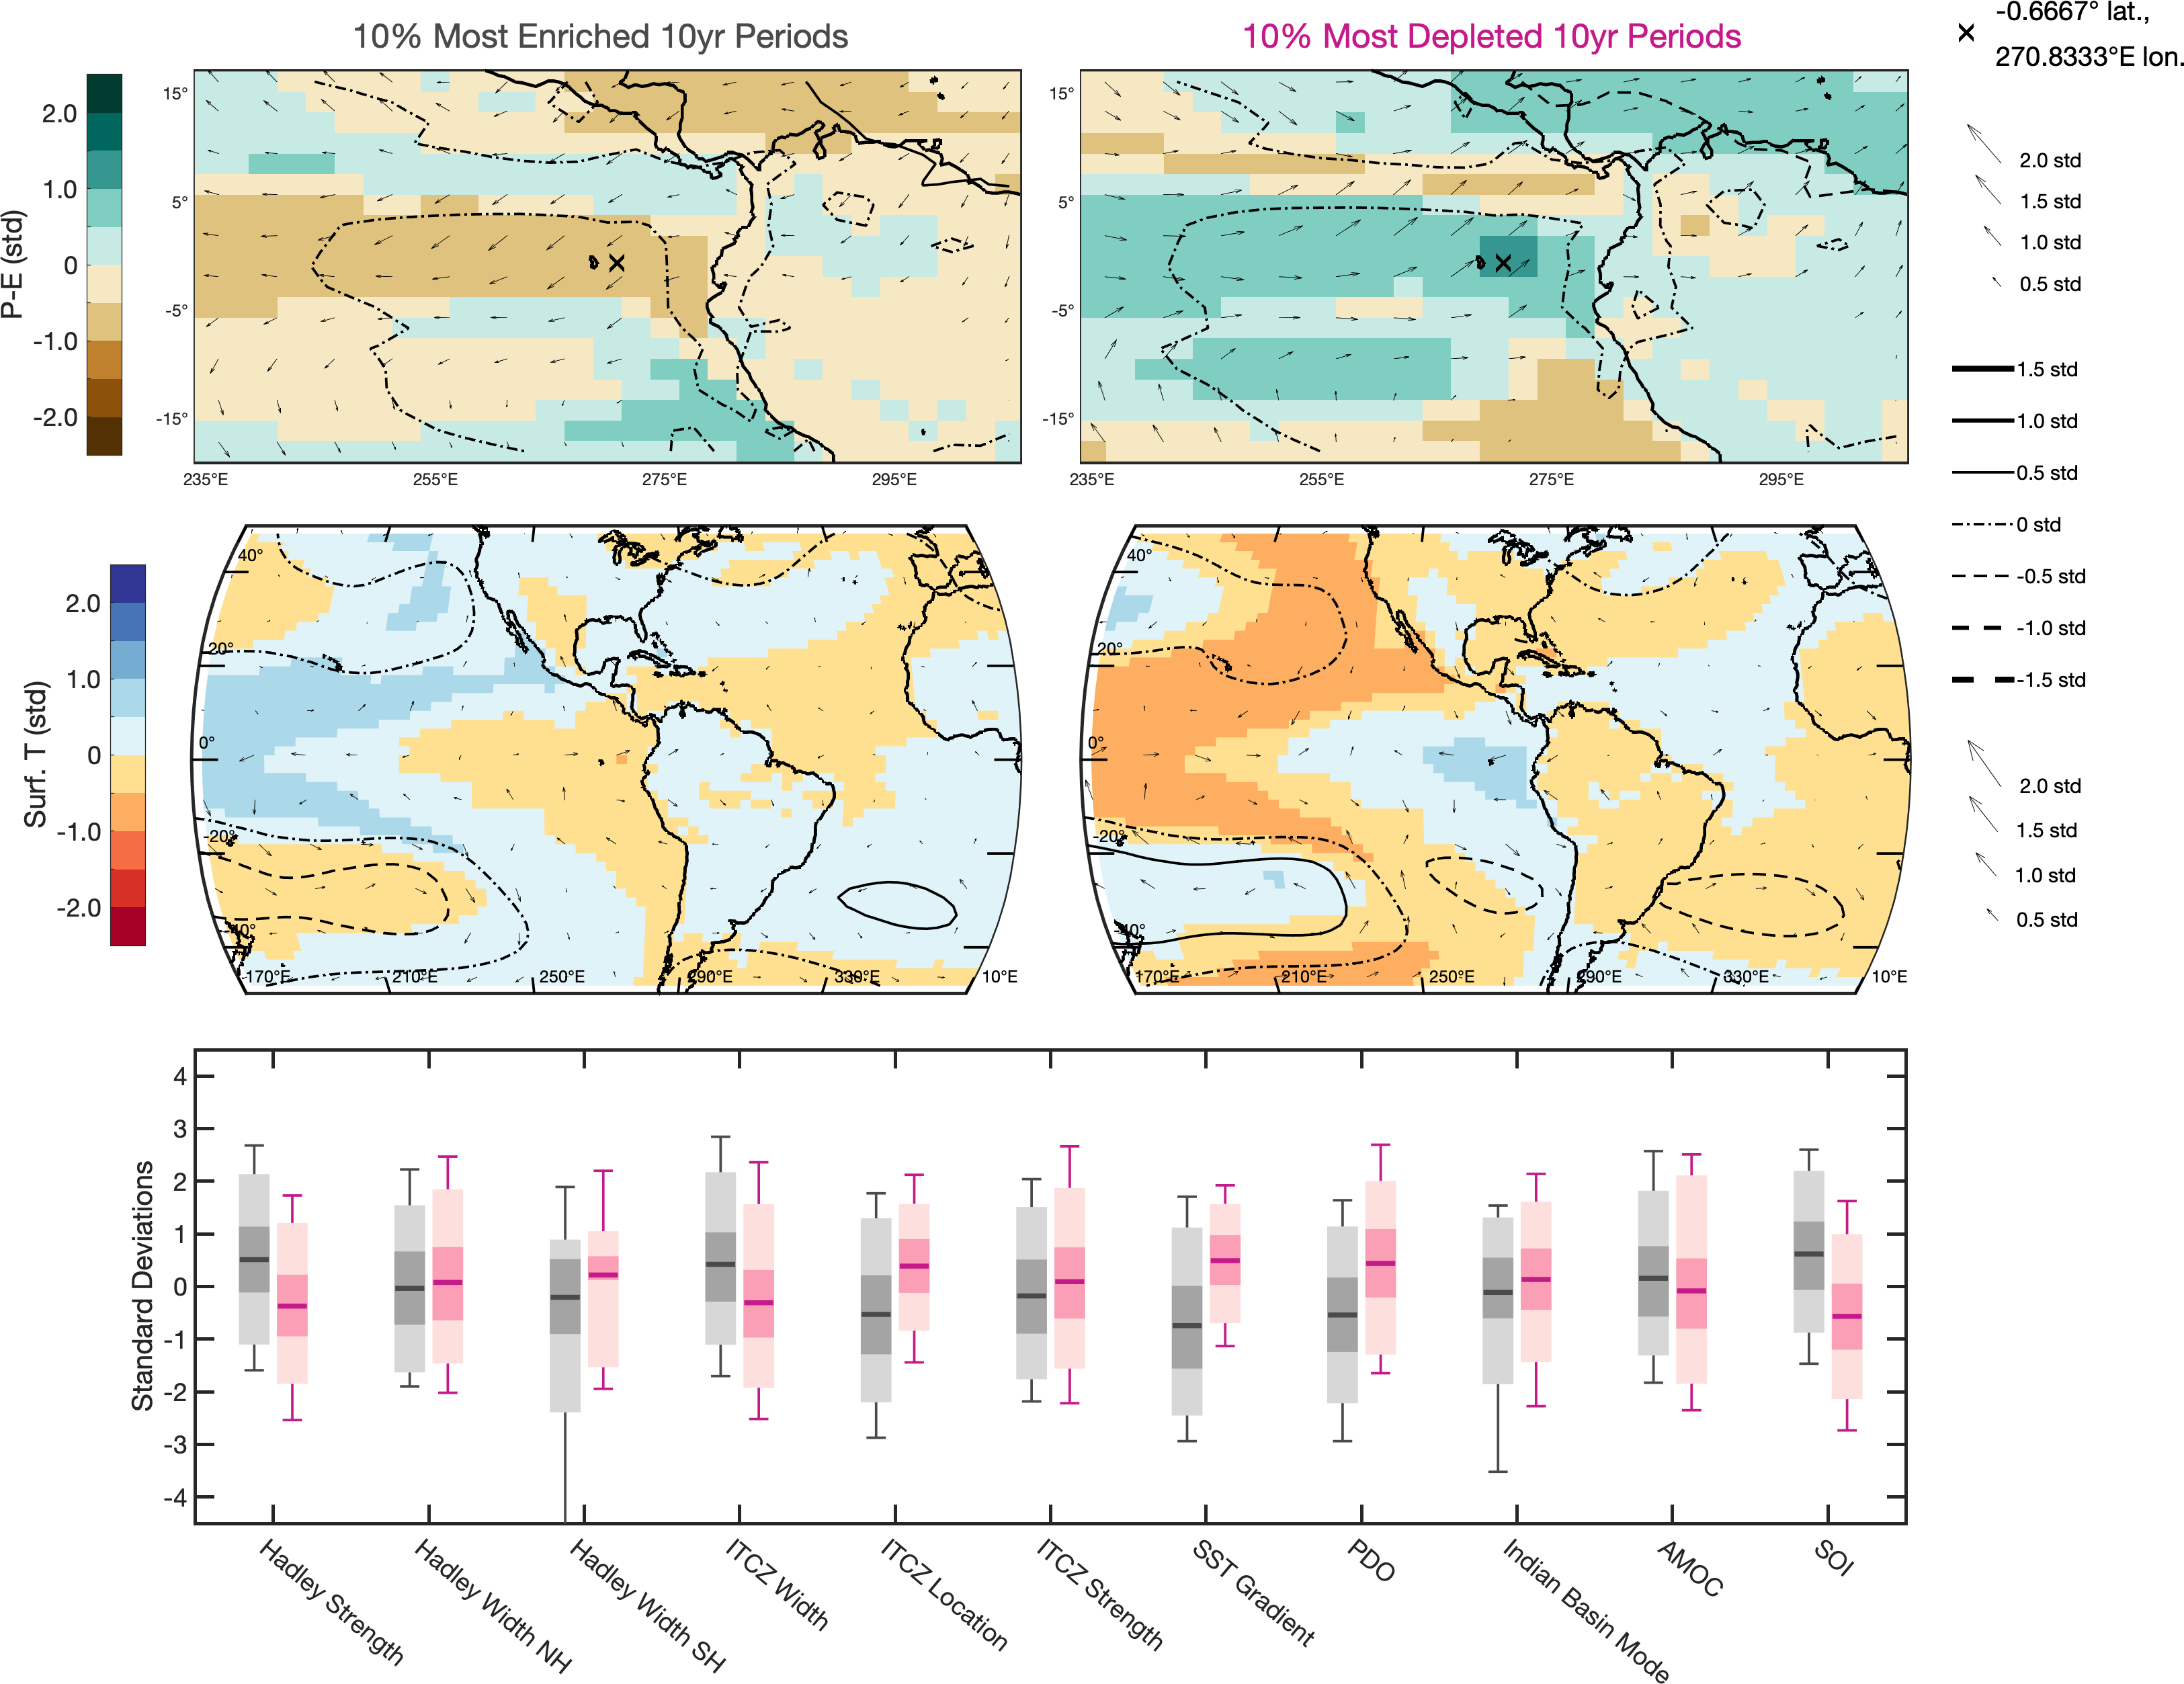 10% Most Enriched 10yr Periods
10% Most Depleted 10yr Periods
-0.6667° lat.,
270.8333°E lon.
P-E (std)
2.0
1.0
0
-1.0
-2.0
15°
5°
-5°
-15°
235°E
255°E
275°E
295°E
15°
5°
-5°
-15°
235°E
255°E
275°E
295°E
2.0 std
1.5 std
1.0 std
0.5 std
1.5 std
1.0 std
0.5 std
0 std
-0.5 std
-1.0 std
-1.5 std
Surf. T (std)
2.0
1.0
0
-1.0
-2.0
40°
20°
0°
-20°
-40°
170°E
210°E
250°E
290°E
330°E
10°E
40°
20°
0°
-20°
-40°
170°E
210°E
250°E
290°E
330°E
10°E
2.0 std
1.5 std
1.0 std
0.5 std
Standard Deviations
4
3
2
1
0
-1
-2
-3
-4
Hadley Strength
Hadley Width NH
Hadley Width SH
ITCZ Width
ITCZ Location
ITCZ Strength
SST Gradient
PDO
Indian Basin Mode
AMOC
SOI